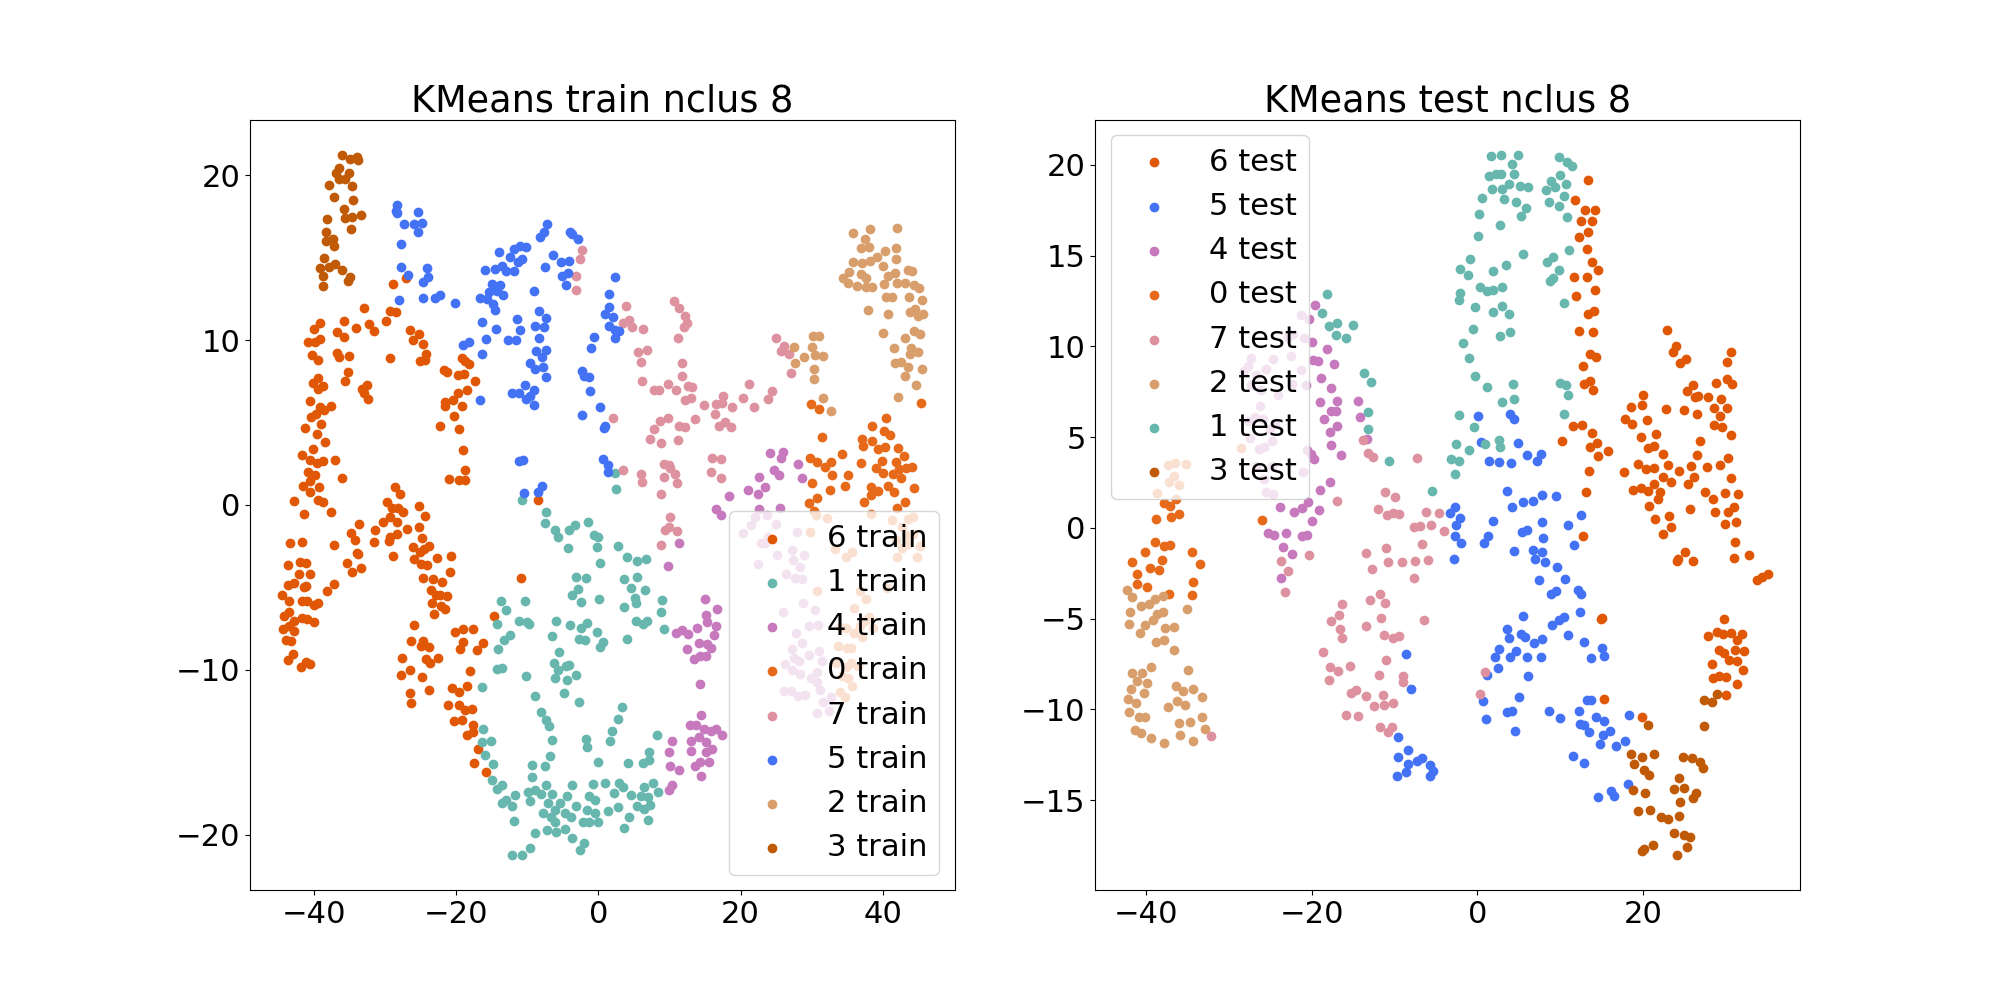 KMeans train nclus 8
20
10
0
−10
−20
−40
−20
0
20
40
6 train
1 train
4 train
0 train
7 train
5 train
2 train
3 train
KMeans test nclus 8
20
15
10
5
0
−5
−10
−15
−40
−20
0
20
6 test
5 test
4 test
0 test
7 test
2 test
1 test
3 test